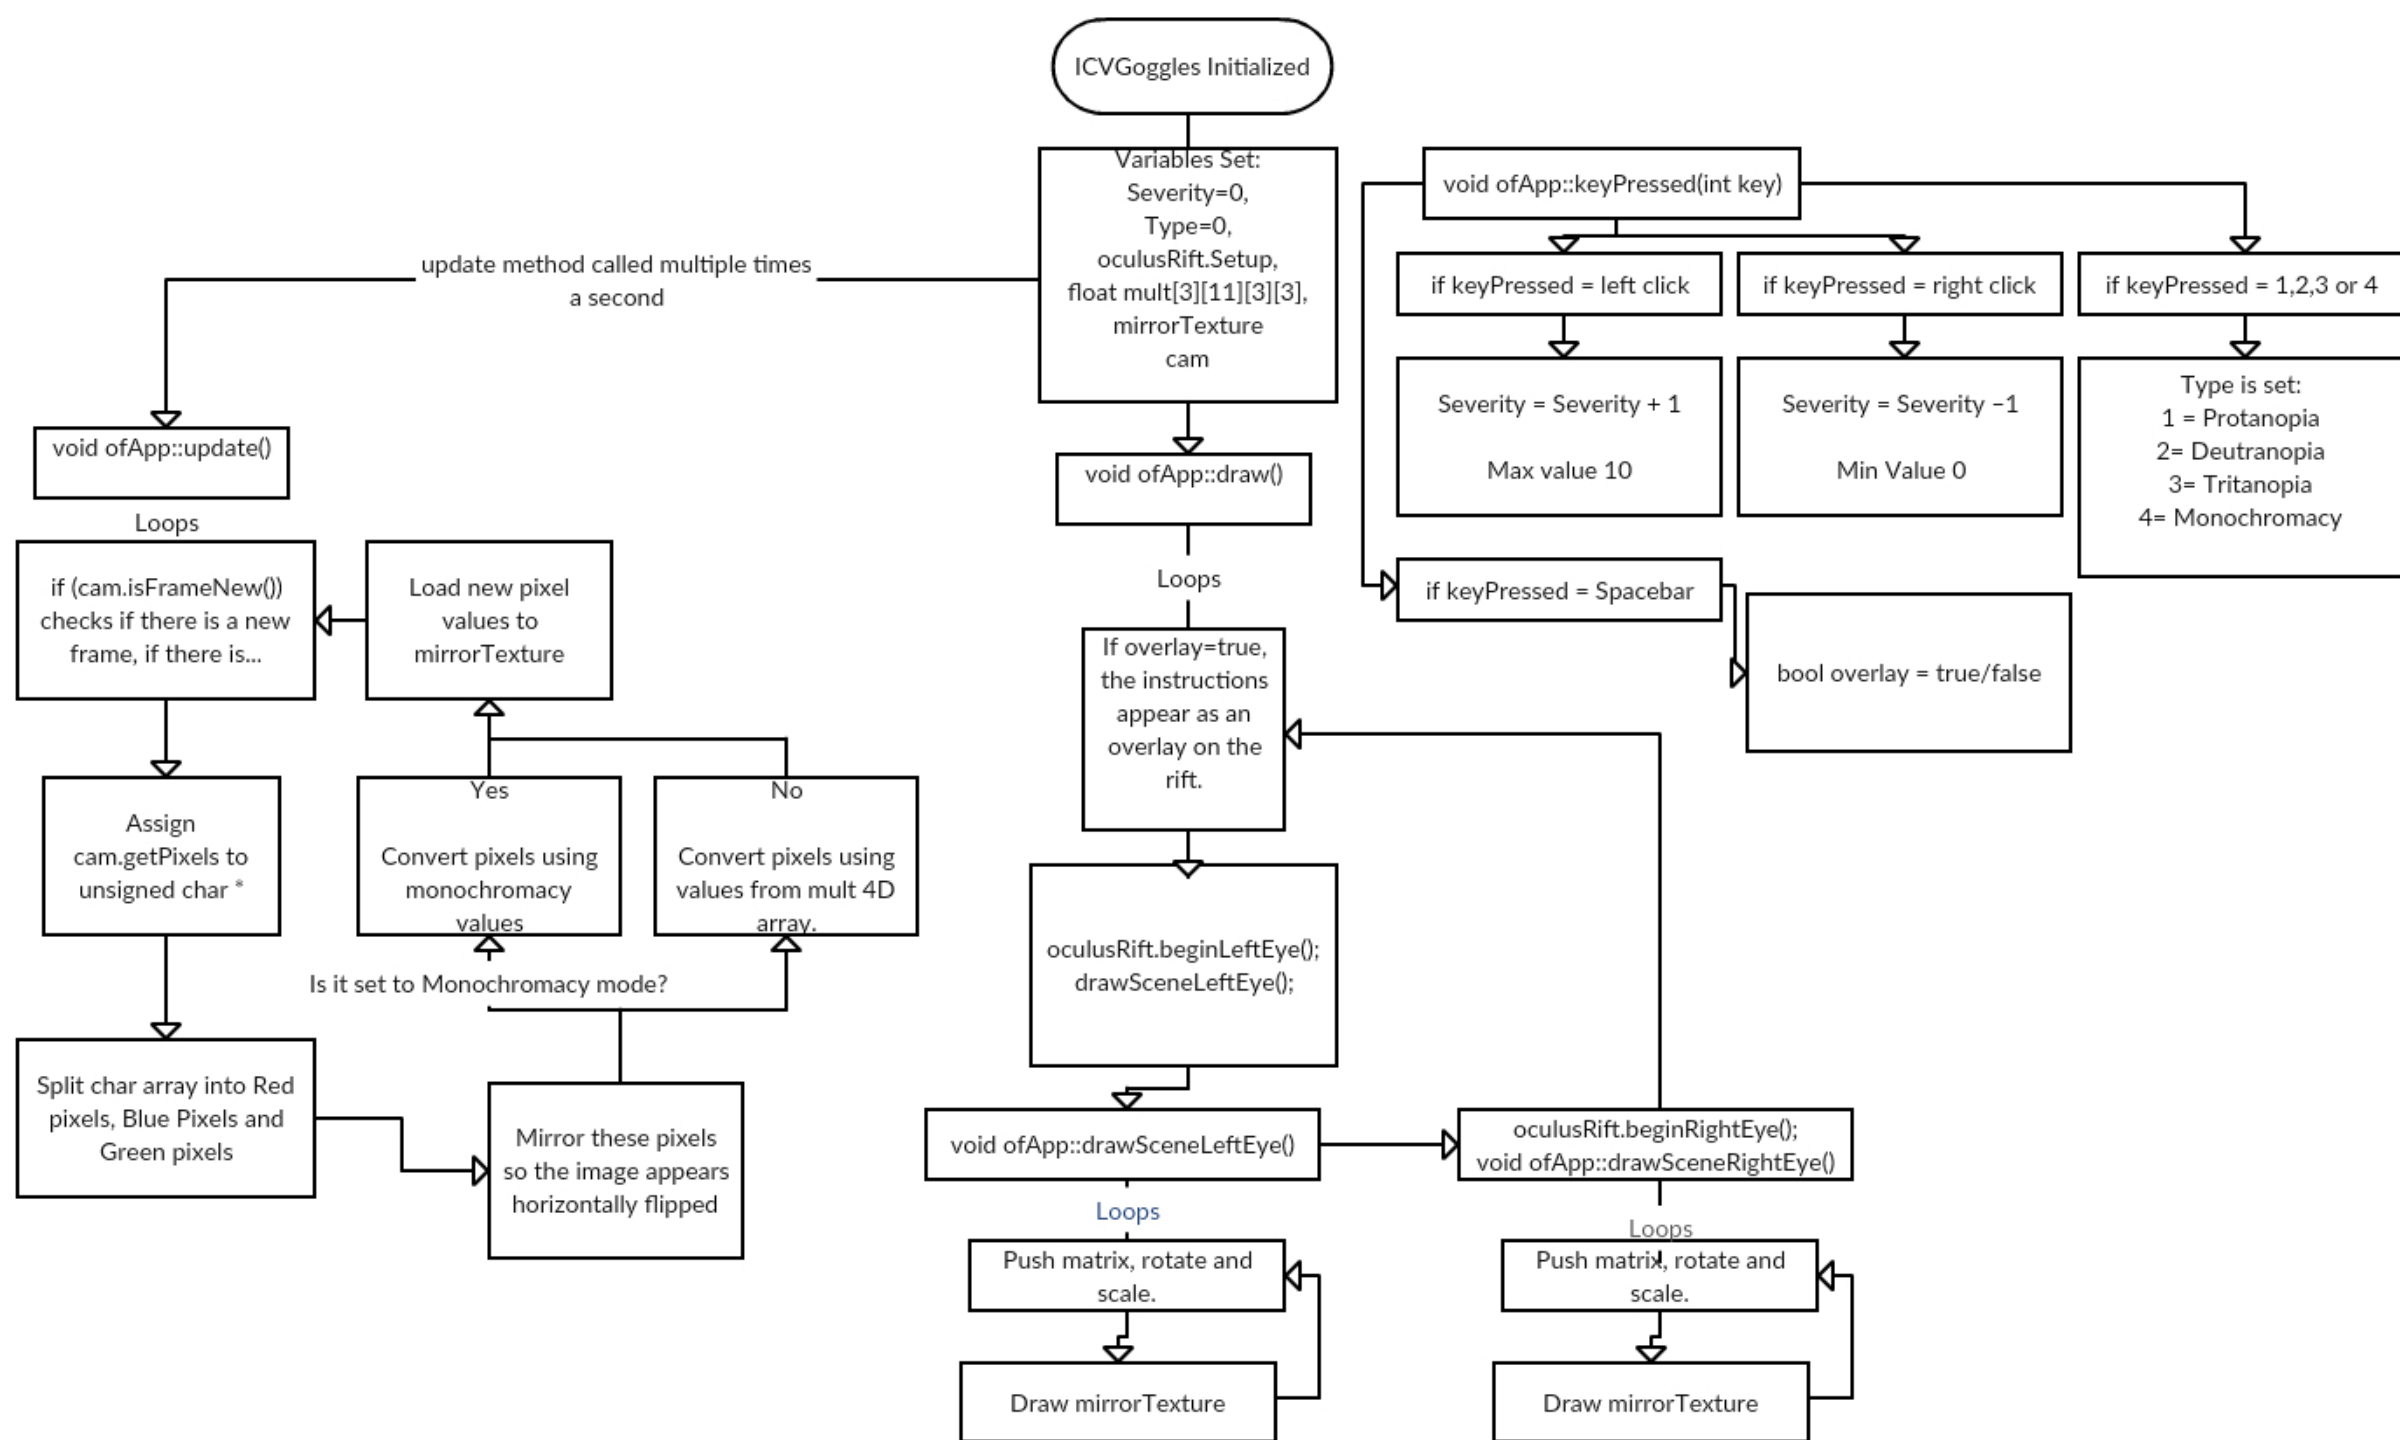 ICVGoggles Initialized
Variables Set:
Severity=0,
Type=0,
oculusRift.Setup,
float mult[3][11][3][3],
mirrorTexture
cam
update method called multiple times
a second
void ofApp::update()
Loops
if (cam.isFrameNew())
checks if there is a new
frame, if there is...
Load new pixel
values to
mirrorTexture
Assign
cam.getPixels to
unsigned char *
Yes
Convert pixels using
monochromacy
values
No
Convert pixels using
values from mult 4D
array.
Is it set to Monochromacy mode?
Split char array into Red
pixels, Blue Pixels and
Green pixels
Mirror these pixels
so the image appears
horizontally flipped
void ofApp::draw()
Loops
If overlay=true,
the instructions
appear as an
overlay on the
rift.
oculusRift.beginLeftEye();
drawSceneLeftEye();
void ofApp::drawSceneLeftEye()
Loops
Push matrix, rotate and
scale.
Draw mirrorTexture
oculusRift.beginRightEye();
void ofApp::drawSceneRightEye()
Loops
Push matrix, rotate and
scale.
Draw mirrorTexture
void ofApp::keyPressed(int key)
if keyPressed = left click
Severity = Severity + 1
Max value 10
if keyPressed = right click
Severity = Severity −1
Min Value 0
if keyPressed = 1,2,3 or 4
Type is set:
1 = Protanopia
2= Deutranopia
3= Tritanopia
4= Monochromacy
if keyPressed = Spacebar
bool overlay = true/false